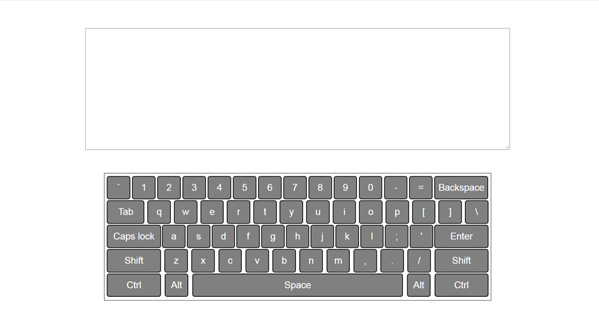 ` 1 2 3 4 5 6 7 8 9 0 - = Backspace
Tab q w e r t y u i o p [ ] \
Caps lock a s d f g h j k l ; ' Enter
Shift z x c v b n m , . / Shift
Ctrl Alt Space Alt Ctrl